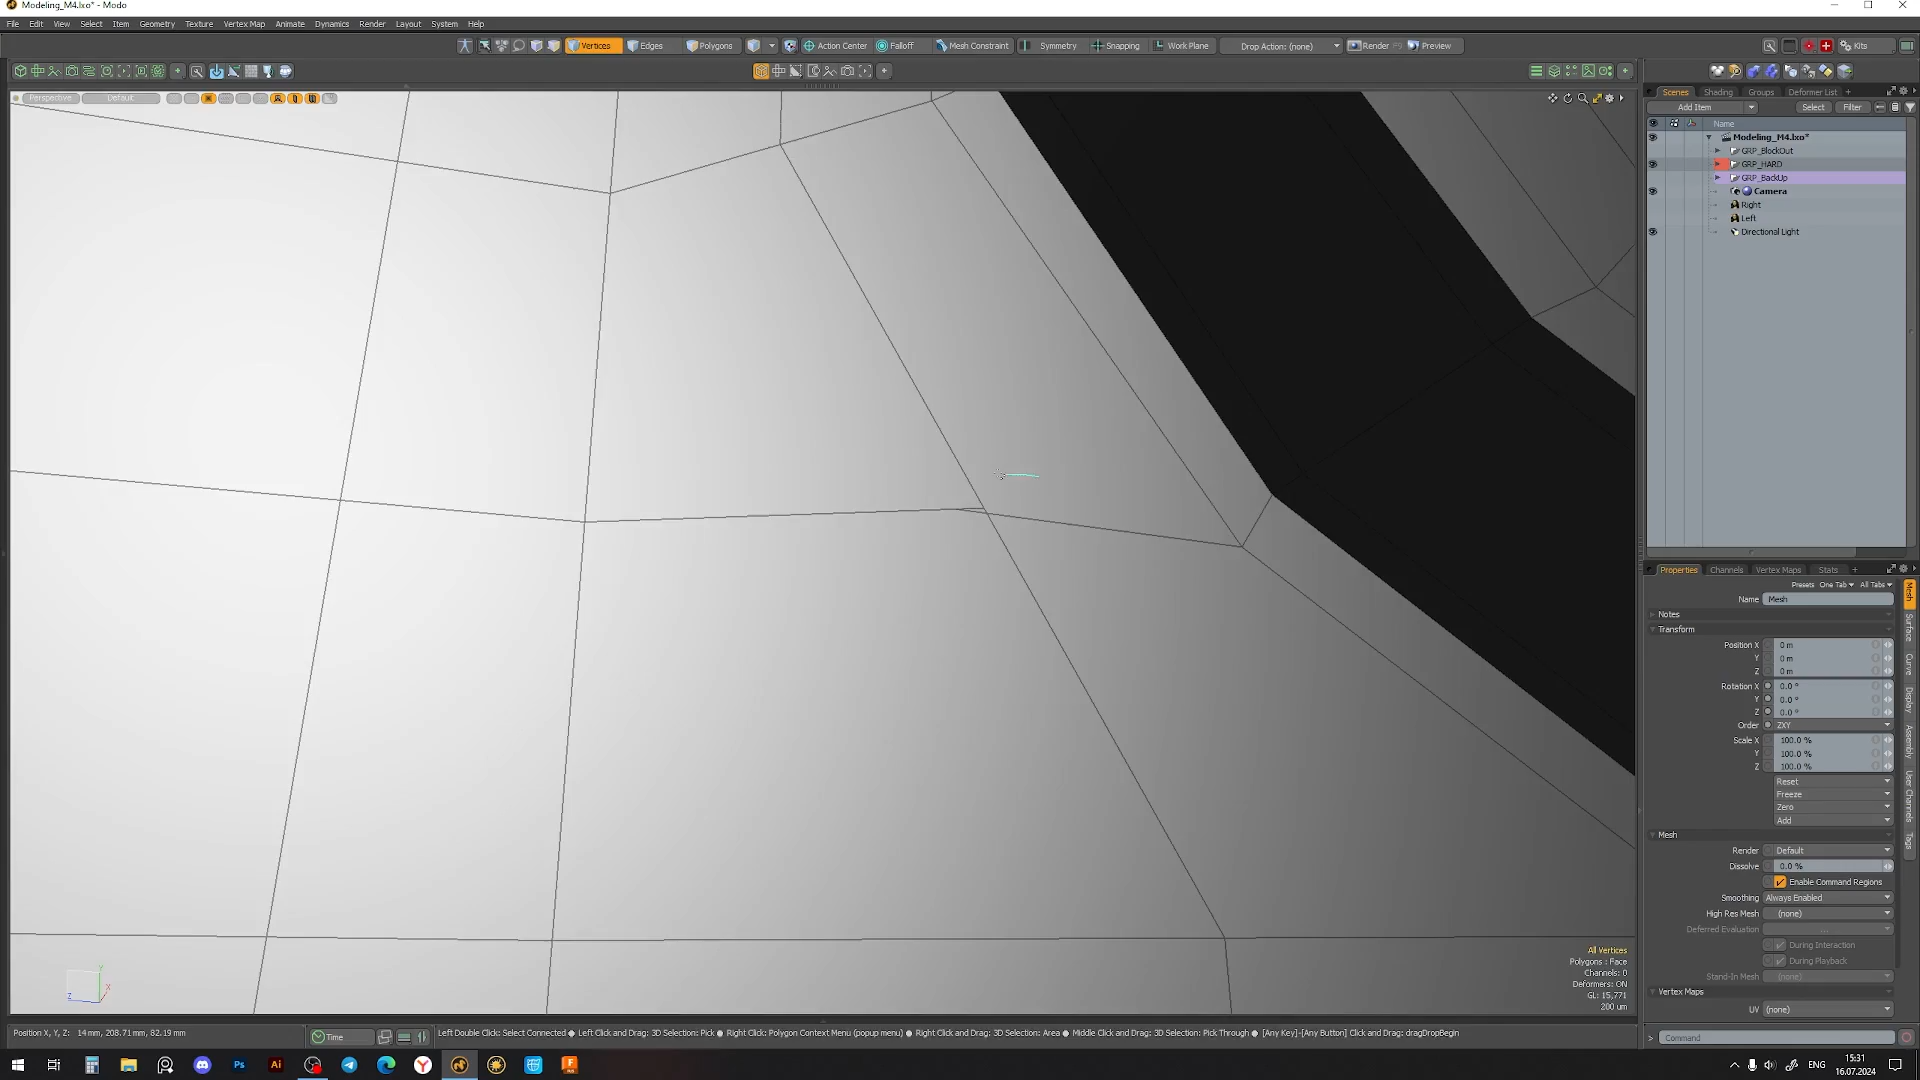 Modeling_M4.lxo* - Modo
File Edit View Select Item Geometry Texture Vertex Map Animate Dynamics Render Layout System Help
Vertices Edges Polygons Action Center Falloff Mesh Constraint Symmetry Snapping Work Plane Drop Action: (none) Render Preview Kits
Perspective Default
Scenes Shading Groups Deformer List +
Add Item Select Filter
Name
Modeling_M4.lxo*
GRP_BlockOut
GRP_HARD
GRP_BackUp
Camera
Right
Left
Directional Light
Properties Channels Vertex Maps Stats +
Presets One Tab All Tabs
Name Mesh
Notes
Transform
Position X 0 m
Y 0 m
Z 0 m
Rotation X 0.0 °
Y 0.0 °
Z 0.0 °
Order ZXY
Scale X 100.0 %
Y 100.0 %
Z 100.0 %
Reset
Freeze
Zero
Add
Mesh
Render Default
Dissolve 0.0 %
Enable Command Regions
Smoothing Always Enabled
High Res Mesh (none)
Deferred Evaluation ...
During Interaction
During Playback
Stand-In Mesh (none)
Vertex Maps
UV (none)
Mesh
Surface
Curve
Display
Assembly
User Channels
Tags
All Vertices
Polygons : Face
Channels: 0
Deformers: ON
GL: 15,771
200 um
Y
X
Z
Position X, Y, Z: 14 mm, 208.71 mm, 82.19 mm
Time
Left Double Click: Select Connected ● Left Click and Drag: 3D Selection: Pick ● Right Click: Polygon Context Menu (popup menu) ● Right Click and Drag: 3D Selection: Area ● Middle Click and Drag: 3D Selection: Pick Through ● [Any Key]-[Any Button] Click and Drag: dragDropBegin
> Command
Ps Ai
ENG
15:31
16.07.2024